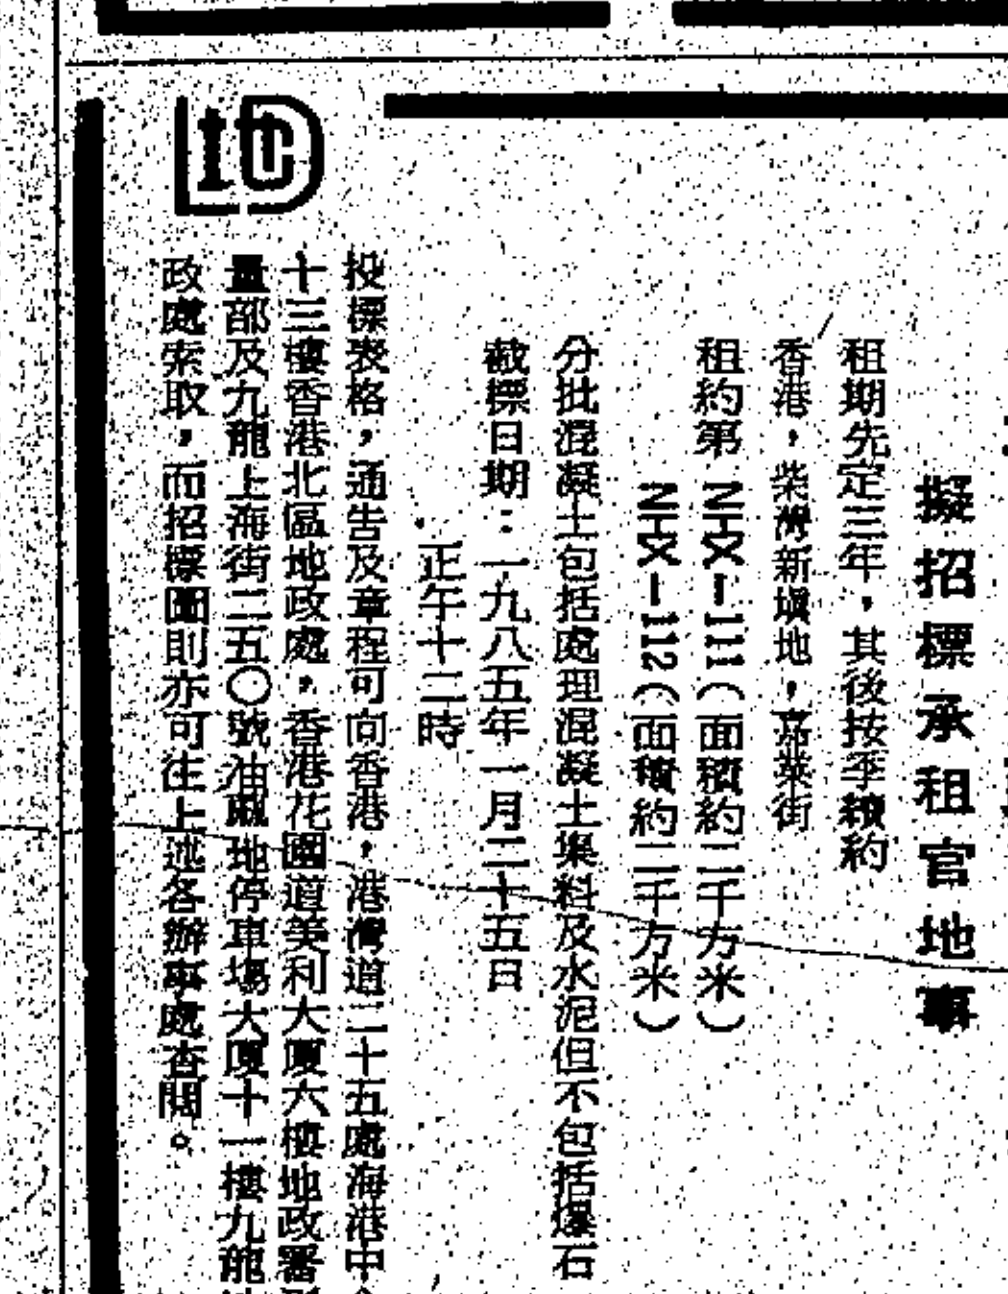 擬招標承租官地事
租期先定三年，其後按季續約
香港，柴灣新填地，嘉業街
租約第 NHX-111（面積約二千方米）
NHX-112（面積約二千方米）
分批混凝土包括處理混凝土集料及水泥但不包括爆石
截標日期：一九八五年一月二十五日
正午十二時
投標表格，通告及章程可向香港，港灣道二十五號海港中
十三樓香港北區地政處，香港花園道美利大廈六樓地政署
量部及九龍上海街二五〇號油麻地停車場大廈十一樓九龍
政處索取，而招標圖則亦可往上述各辦事處查閱。